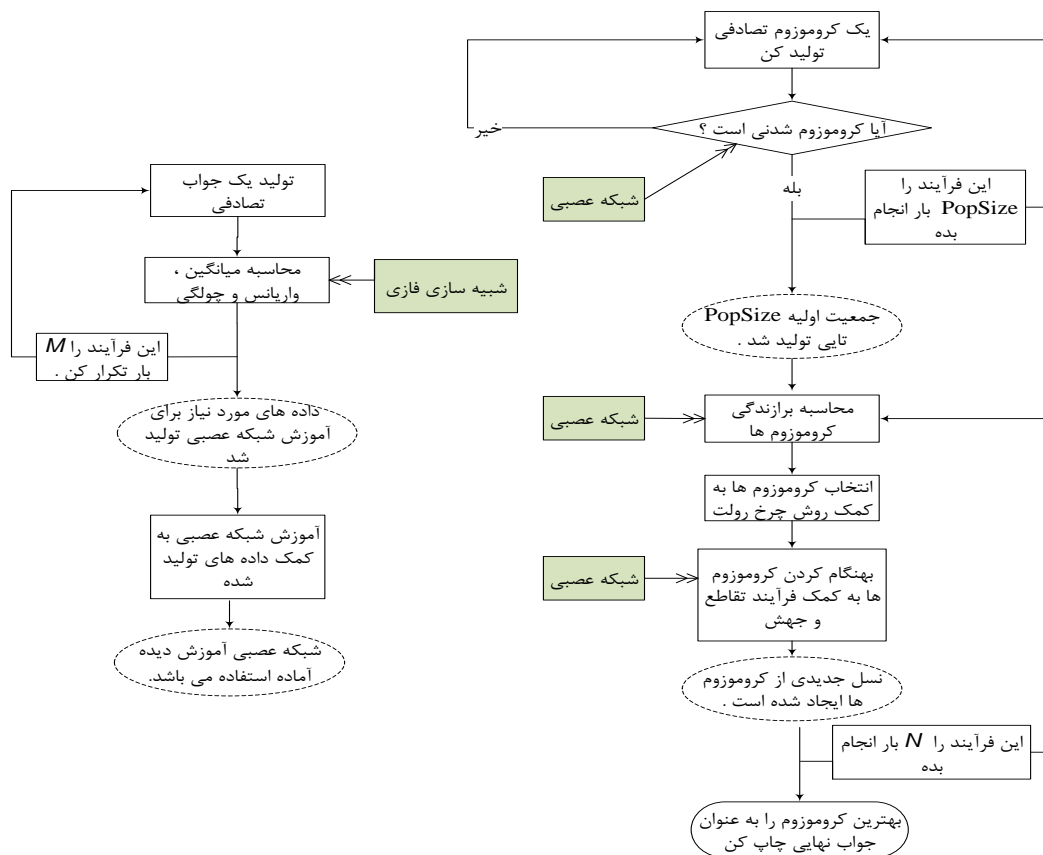 یک کروموزوم تصادفی
تولید کن
آیا کروموزوم شدنی است ؟
خیر
شبکه عصبی
بله
این فرآیند را
PopSize بار انجام
بده
جمعیت اولیه PopSize
تایی تولید شد .
شبکه عصبی
محاسبه برازندگی
کروموزوم ها
انتخاب کروموزوم ها به
کمک روش چرخ رولت
شبکه عصبی
بهنگام کردن کروموزوم
ها به کمک فرآیند تقاطع
و جهش
نسل جدیدی از کروموزوم
ها ایجاد شده است .
این فرآیند را N بار انجام
بده
بهترین کروموزوم را به عنوان
جواب نهایی چاپ کن
تولید یک جواب
تصادفی
محاسبه میانگین ،
واریانس و چولگی
شبیه سازی فازی
این فرآیند را M
بار تکرار کن .
داده های مورد نیاز برای
آموزش شبکه عصبی تولید
شد
آموزش شبکه عصبی به
کمک داده های تولید
شده
شبکه عصبی آموزش دیده
آماده استفاده می باشد.